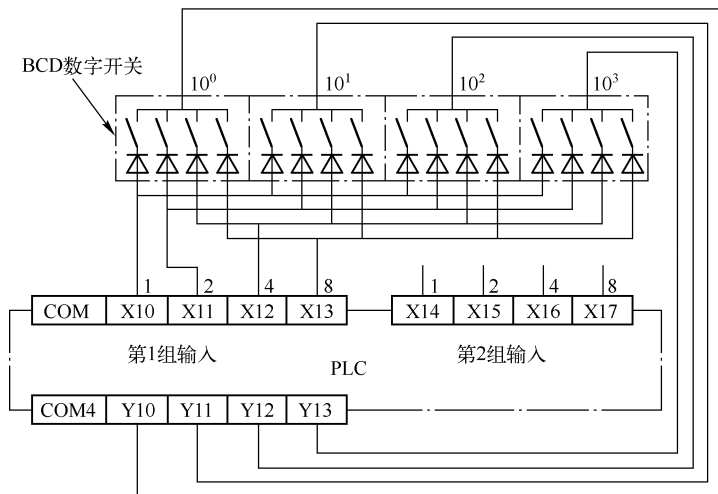 BCD数字开关
10⁰ 10¹ 10² 10³
1 2 4 8 1 2 4 8
COM X10 X11 X12 X13 X14 X15 X16 X17
第1组输入 第2组输入
PLC
COM4 Y10 Y11 Y12 Y13